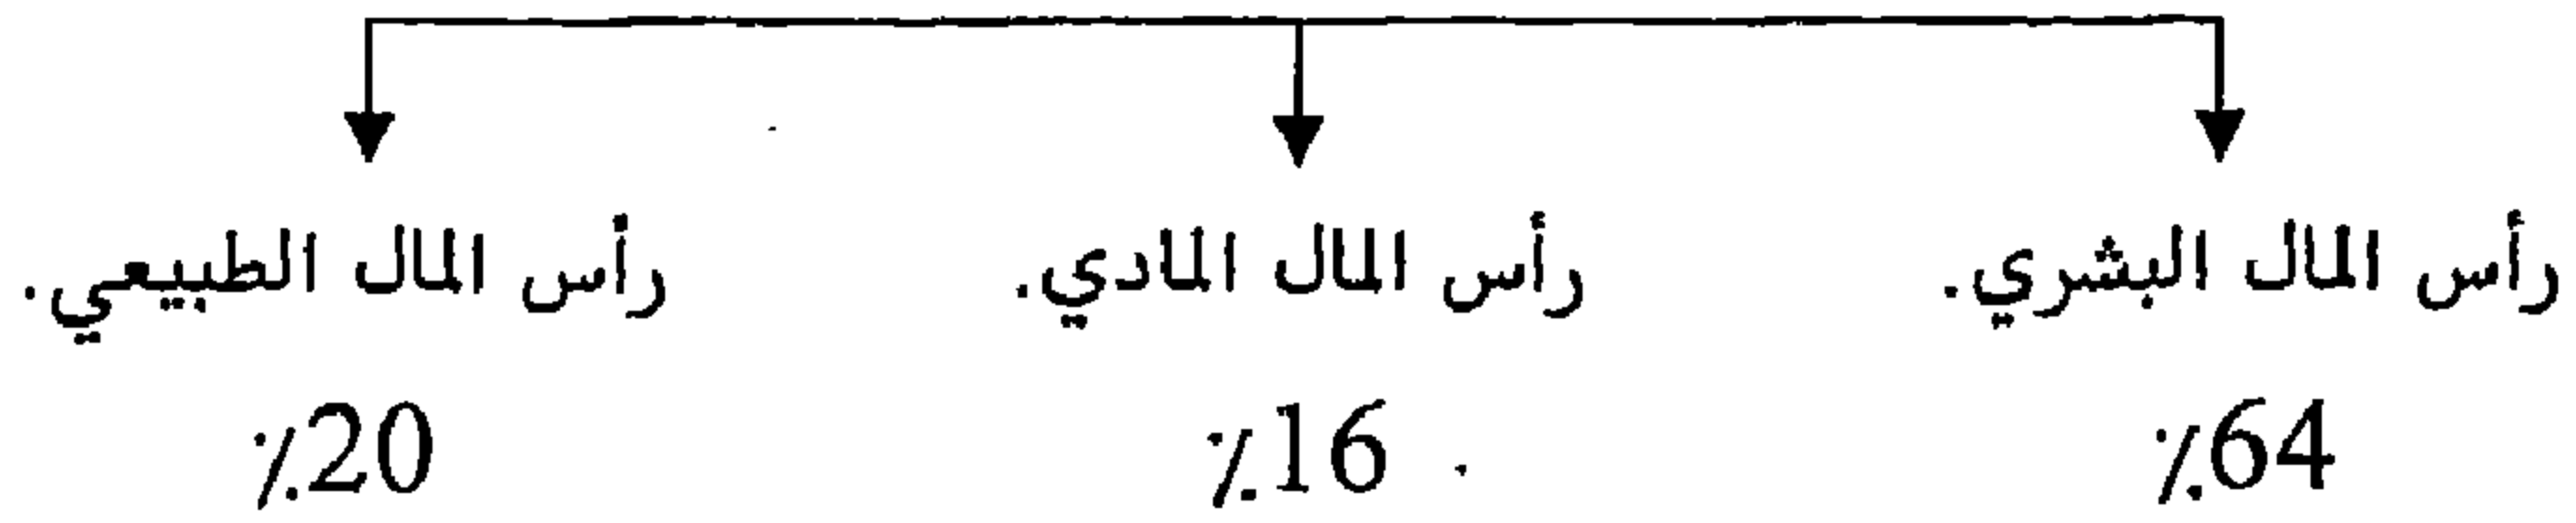 رأس المال البشري. رأس المال المادي. رأس المال الطبيعي.
٪64 ٪16 ٪20